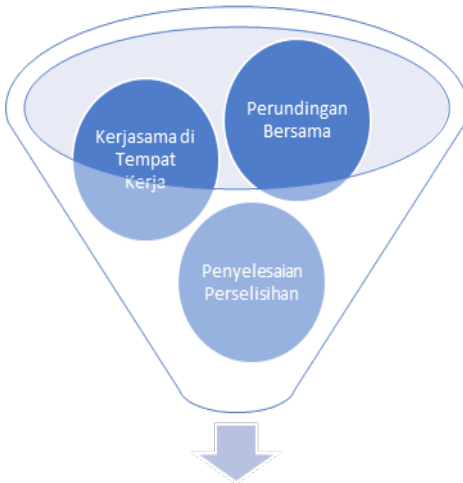 Perundingan
Bersama
Kerjasama di
Tempat
Kerja
Penyelesaian
Perselisihan